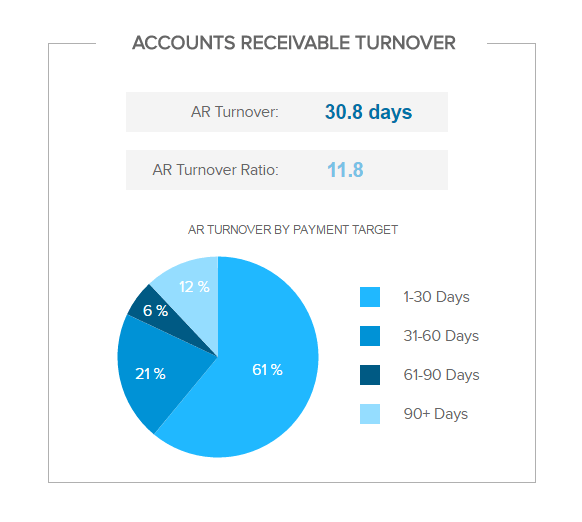 ACCOUNTS RECEIVABLE TURNOVER
AR Turnover: 30.8 days
AR Turnover Ratio: 11.8
AR TURNOVER BY PAYMENT TARGET
12 %
6 %
21 %
61 %
1-30 Days
31-60 Days
61-90 Days
90+ Days